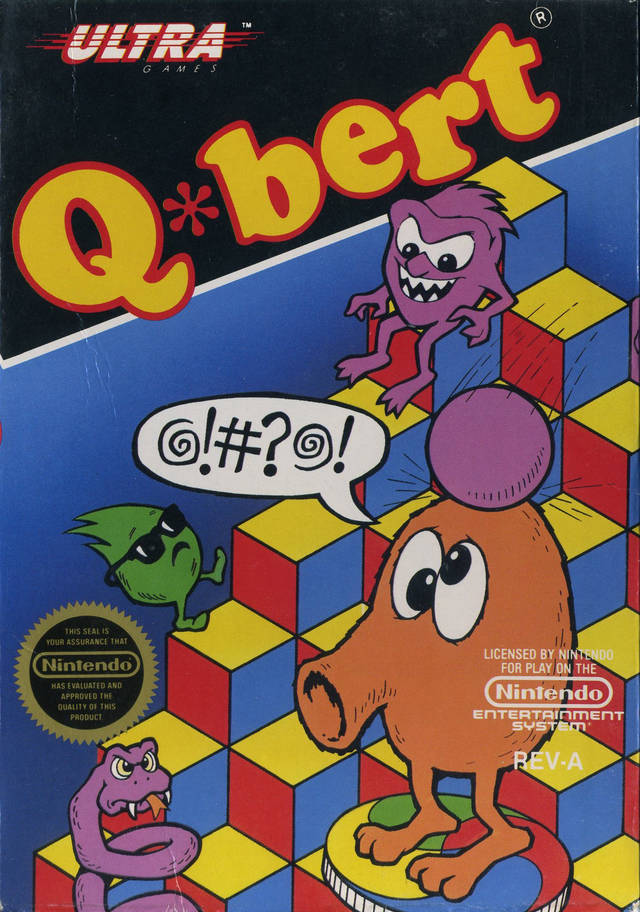 ULTRA™
GAMES
®
Q*bert
@!#?@!
THIS SEAL IS
YOUR ASSURANCE THAT
Nintendo®
HAS EVALUATED AND
APPROVED THE
QUALITY OF THIS
PRODUCT
LICENSED BY NINTENDO
FOR PLAY ON THE
Nintendo
ENTERTAINMENT
SYSTEM®
REV-A